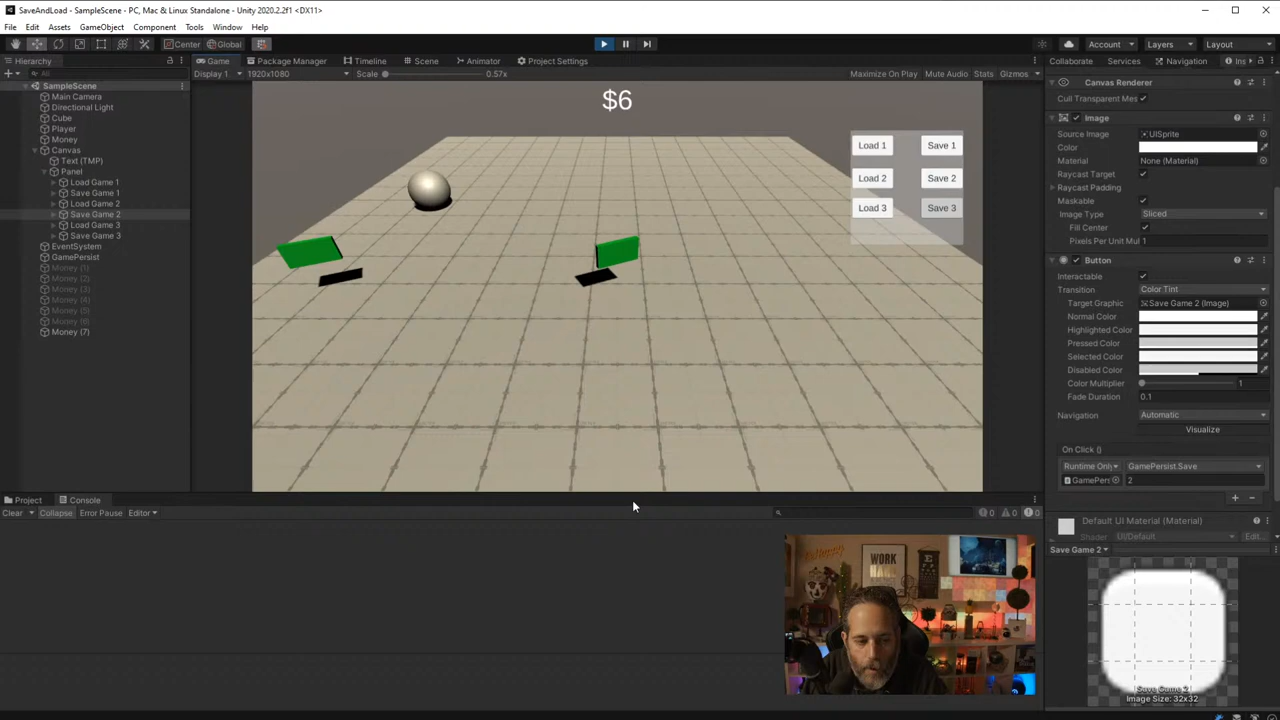 SaveAndLoad - SampleScene - PC, Mac & Linux Standalone - Unity 2020.2.2f1 <DX11>
File Edit Assets GameObject Component Tools Window Help
Center Global Account Layers Layout
Hierarchy Game Package Manager Timeline Scene Animator Project Settings Collaborate Services Navigation Ins
All Display 1 1920x1080 Scale 0.57x Maximize On Play Mute Audio Stats Gizmos
SampleScene
Main Camera
Directional Light
Cube
Player
Money
Canvas
Text (TMP)
Panel
Load Game 1
Save Game 1
Load Game 2
Save Game 2
Load Game 3
Save Game 3
EventSystem
GamePersist
Money (1)
Money (2)
Money (3)
Money (4)
Money (5)
Money (6)
Money (7)
$6
Load 1 Save 1
Load 2 Save 2
Load 3 Save 3
Canvas Renderer
Cull Transparent Mes
Image
Source Image UISprite
Color
Material None (Material)
Raycast Target
Raycast Padding
Maskable
Image Type Sliced
Fill Center
Pixels Per Unit Mul 1
Button
Interactable
Transition Color Tint
Target Graphic Save Game 2 (Image)
Normal Color
Highlighted Color
Pressed Color
Selected Color
Disabled Color
Color Multiplier 1
Fade Duration 0.1
Navigation Automatic
Visualize
On Click ()
Runtime Only GamePersist.Save
GamePers 2
Default UI Material (Material)
Shader UI/Default Edit...
Save Game 2
Save Game 2
Image Size: 32x32
Project Console
Clear Collapse Error Pause Editor 0 0 0
WORK